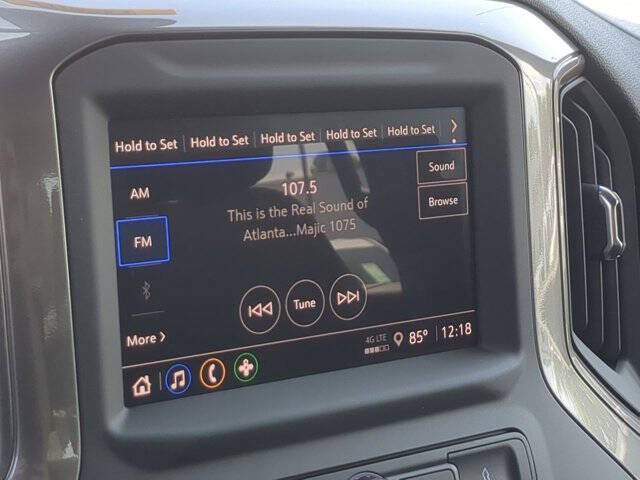 Hold to Set Hold to Set Hold to Set Hold to Set Hold to Set >
AM
Sound
107.5
This is the Real Sound of
Atlanta...Majic 1075
Browse
FM
Tune
More >
4G LTE
85° 12:18